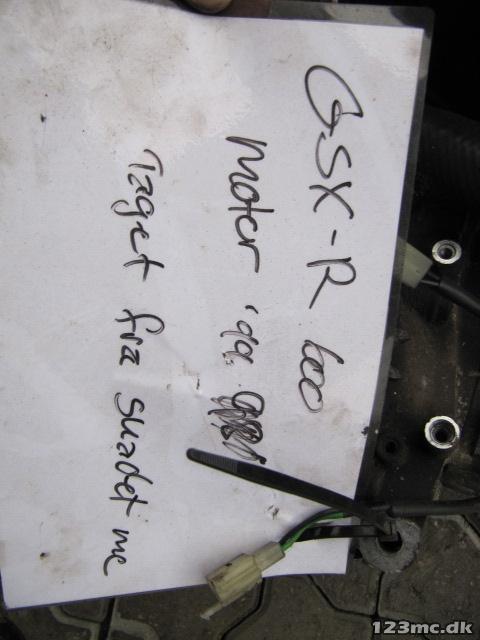 GSX-R 600
Motor '99.
Taget fra skadet mc
123mc.dk